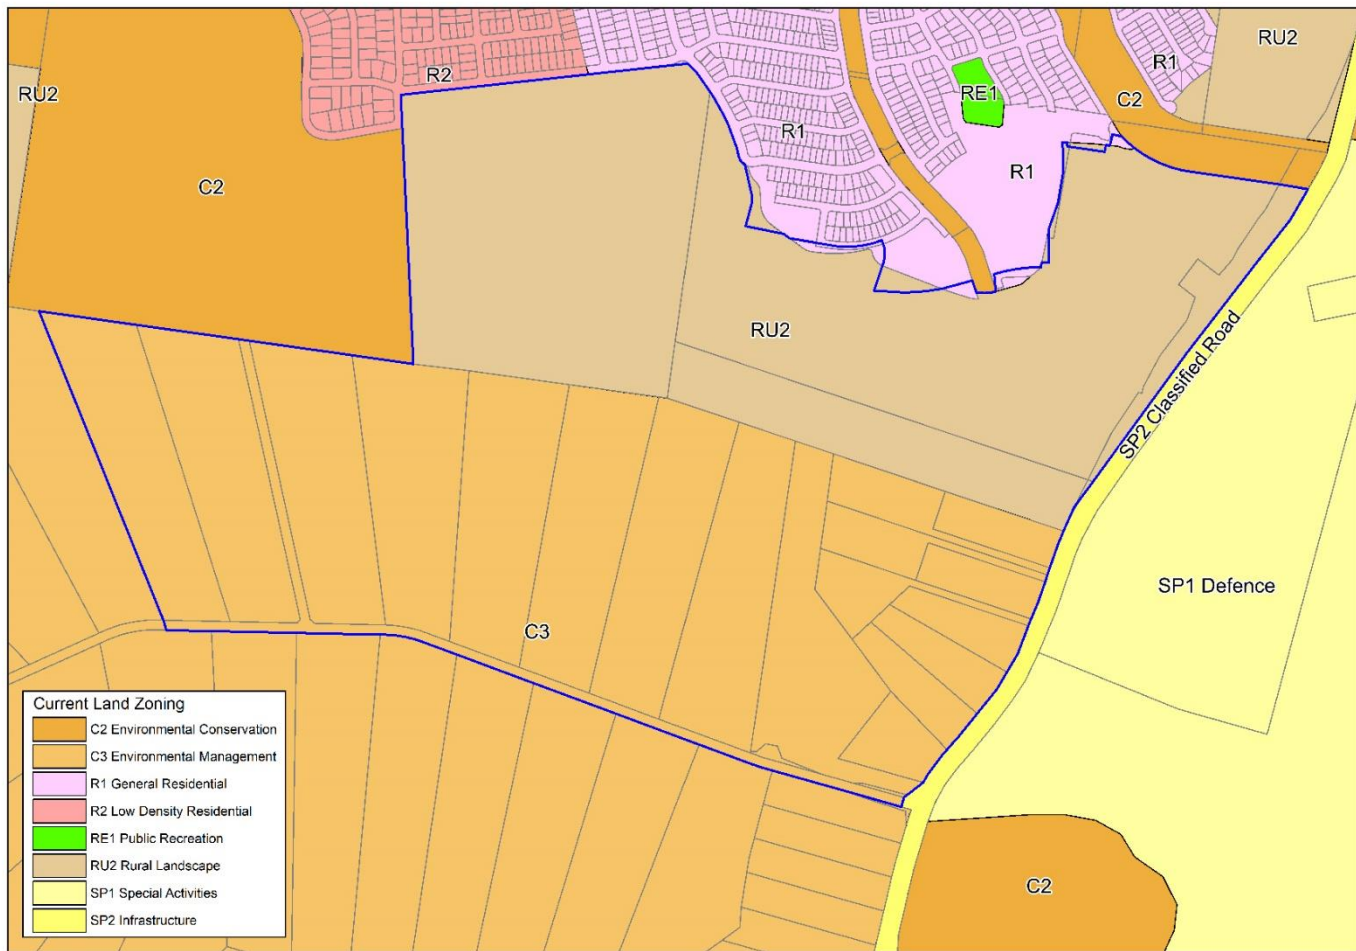 RU2
R2
R1
RE1
C2
R1
RU2
R1
R1
C2
RU2
SP2 Classified Road
SP1 Defence
C3
C2
Current Land Zoning
C2 Environmental Conservation
C3 Environmental Management
R1 General Residential
R2 Low Density Residential
RE1 Public Recreation
RU2 Rural Landscape
SP1 Special Activities
SP2 Infrastructure